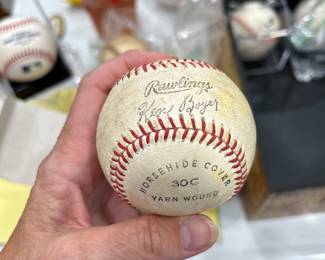 Rawlings
Ken Boyer
HORSEHIDE COVER
30C
YARN WOUND